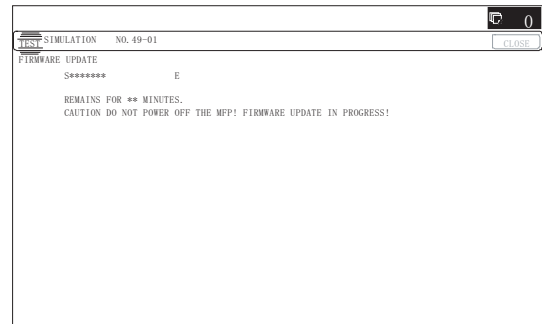 0
TEST SIMULATION NO. 49-01 CLOSE
FIRMWARE UPDATE
S******* E
REMAINS FOR ** MINUTES.
CAUTION DO NOT POWER OFF THE MFP! FIRMWARE UPDATE IN PROGRESS!